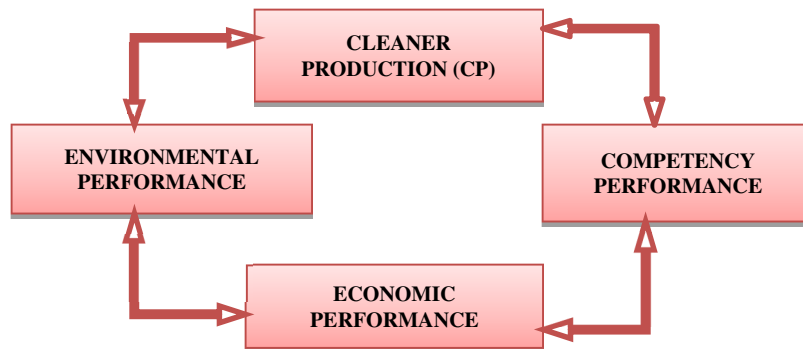 CLEANER
PRODUCTION (CP)
ENVIRONMENTAL
PERFORMANCE
COMPETENCY
PERFORMANCE
ECONOMIC
PERFORMANCE